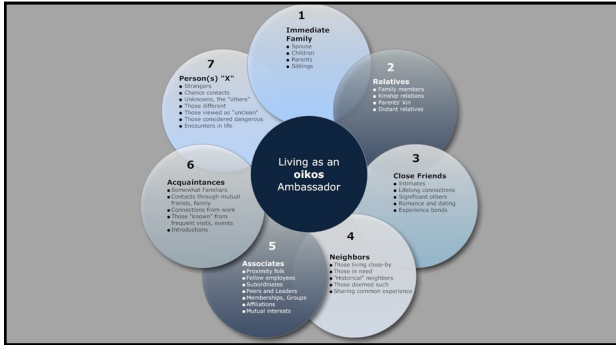 1
Immediate
Family
• Spouse
• Children
• Parents
• Siblings
2
Relatives
• Family members
• Kinship relations
• Parents' kin
• Distant relatives
3
Close Friends
• Intimates
• Lifelong connections
• Significant others
• Romance and dating
• Experience bonds
4
Neighbors
• Those living close-by
• Those in need
• "Historical" neighbors
• Those deemed such
• Sharing common experience
5
Associates
• Proximity folk
• Fellow employees
• Subordinates
• Peers and Leaders
• Memberships, Groups
• Affiliations
• Mutual interests
6
Acquaintances
• Somewhat Familiars
• Contacts through mutual
friends, family
• Connections from work
• Those "known" from
frequent visits, events
• Introductions
7
Person(s) "X"
• Strangers
• Chance contacts
• Unknowns, the "others"
• Those different
• Those viewed as "unclean"
• Those considered dangerous
• Encounters in life
Living as an
oikos
Ambassador